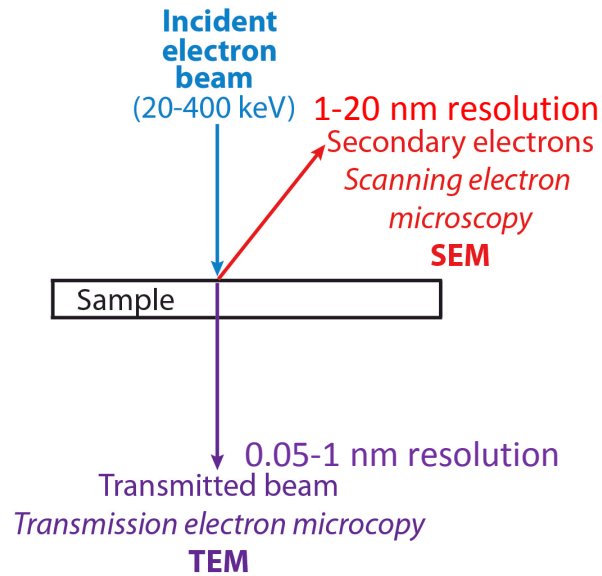 Incident
electron
beam
(20-400 keV)
1-20 nm resolution
Secondary electrons
Scanning electron
microscopy
SEM
Sample
0.05-1 nm resolution
Transmitted beam
Transmission electron microcopy
TEM